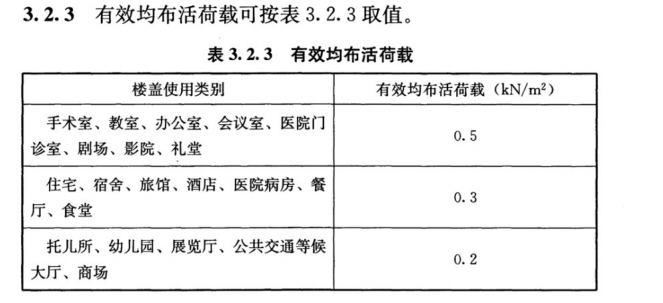 3.2.3 有效均布活荷载可按表 3.2.3 取值。
表 3.2.3 有效均布活荷载
楼盖使用类别 有效均布活荷载（kN/m²）
手术室、教室、办公室、会议室、医院门
诊室、剧场、影院、礼堂
0.5
住宅、宿舍、旅馆、酒店、医院病房、餐
厅、食堂
0.3
托儿所、幼儿园、展览厅、公共交通等候
大厅、商场
0.2